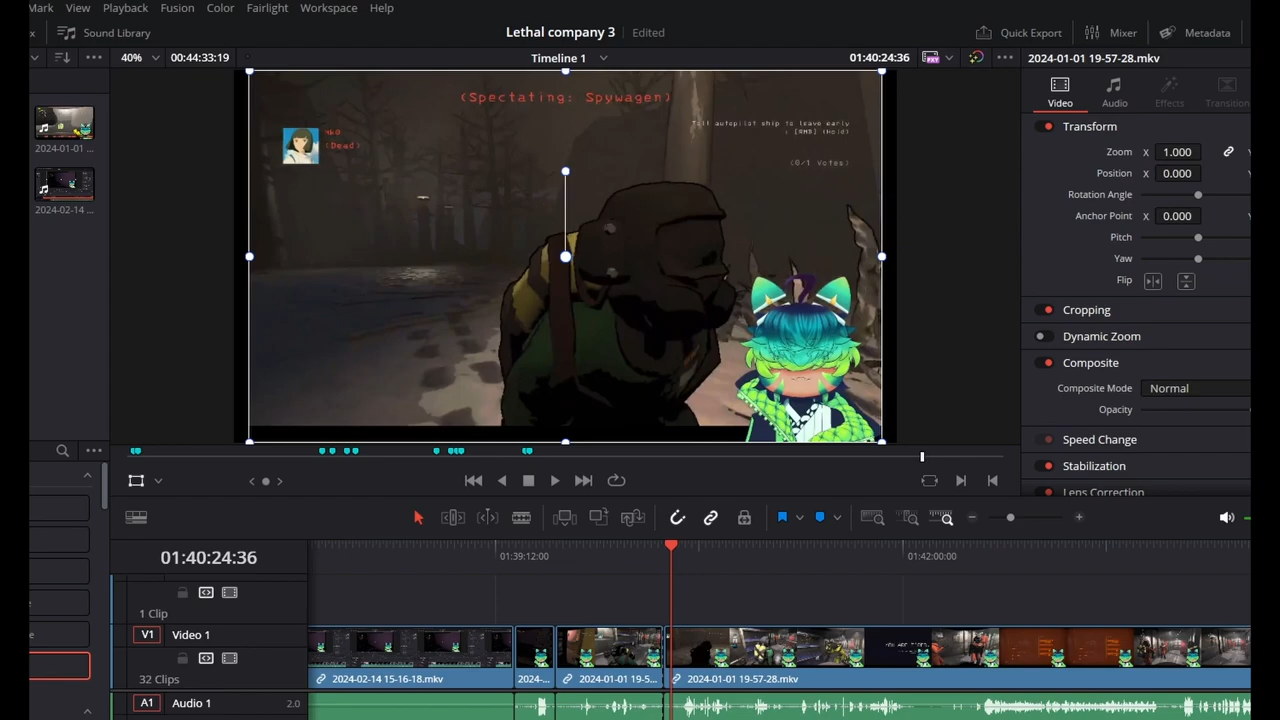 Mark View Playback Fusion Color Fairlight Workspace Help
Sound Library
Lethal company 3 Edited
Quick Export Mixer Metadata
40% 00:44:33:19 Timeline 1 01:40:24:36 2024-01-01 19-57-28.mkv
(Spectating: Spywagen)
(Dead)
Tell autopilot ship to leave early
: [RMB] (Hold)
(0/1 Votes)
2024-01-01 ...
2024-02-14 ...
Video Audio Effects Transition
Transform
Zoom X 1.000
Position X 0.000
Rotation Angle
Anchor Point X 0.000
Pitch
Yaw
Flip
Cropping
Dynamic Zoom
Composite
Composite Mode Normal
Opacity
Speed Change
Stabilization
Lens Correction
01:40:24:36 01:39:12:00 01:42:00:00
1 Clip
V1 Video 1
YOU ARE FIRED
32 Clips 2024-02-14 15-16-18.mkv 2024-... 2024-01-01 19-5... 2024-01-01 19-57-28.mkv
A1 Audio 1 2.0